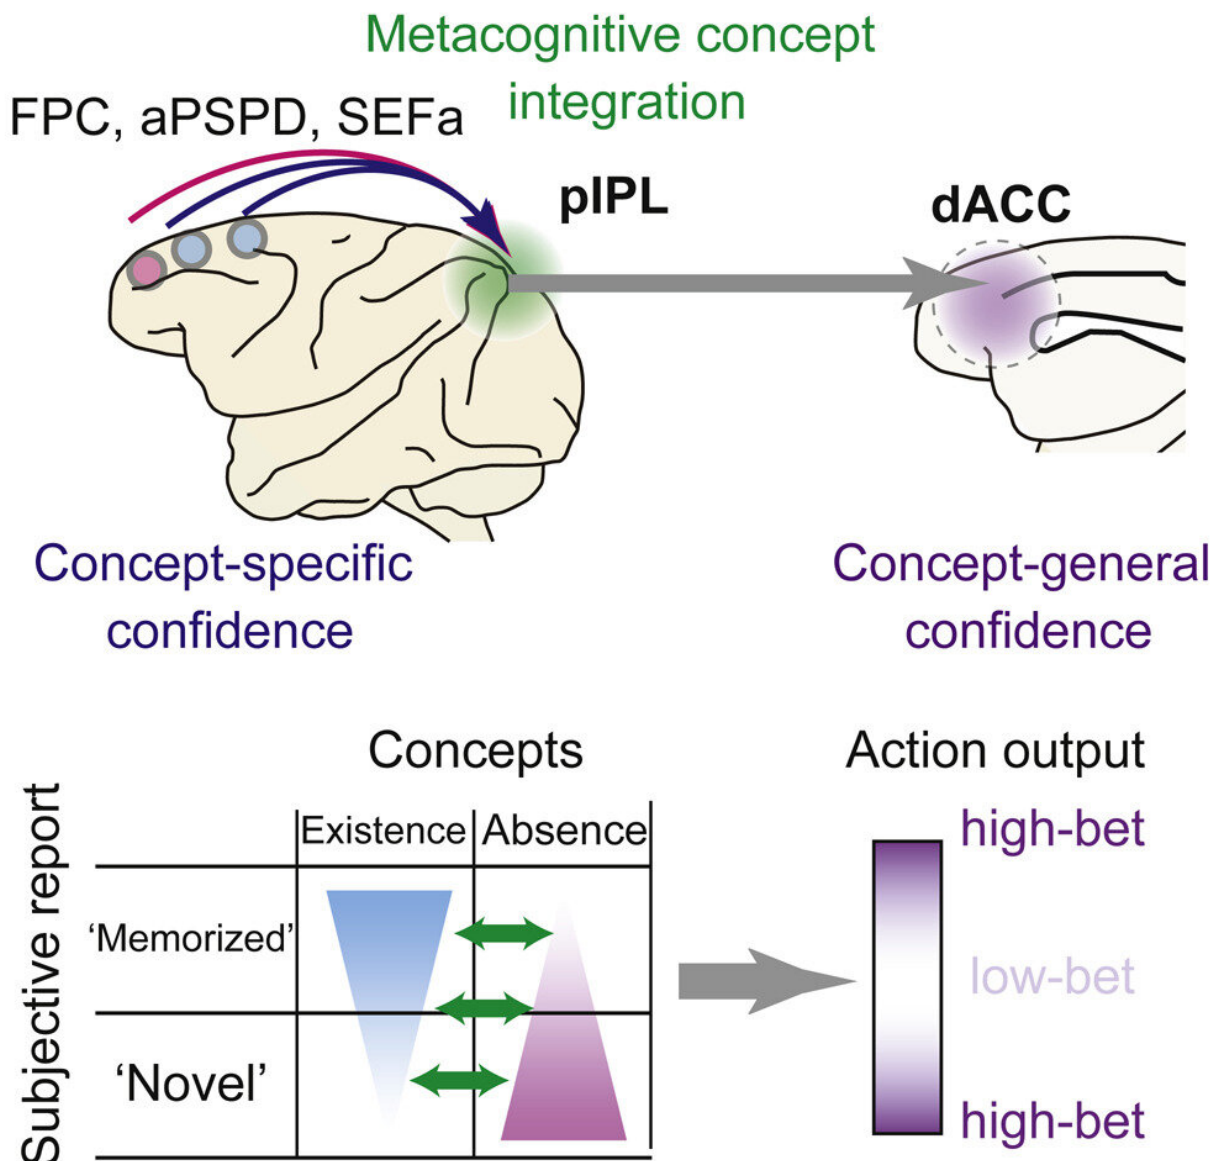 Metacognitive concept
integration
FPC, aPSPD, SEFa
pIPL
dACC
Concept-specific
confidence
Concept-general
confidence
Concepts
Action output
Subjective report
Existence
Absence
‘Memorized’
‘Novel’
high-bet
low-bet
high-bet